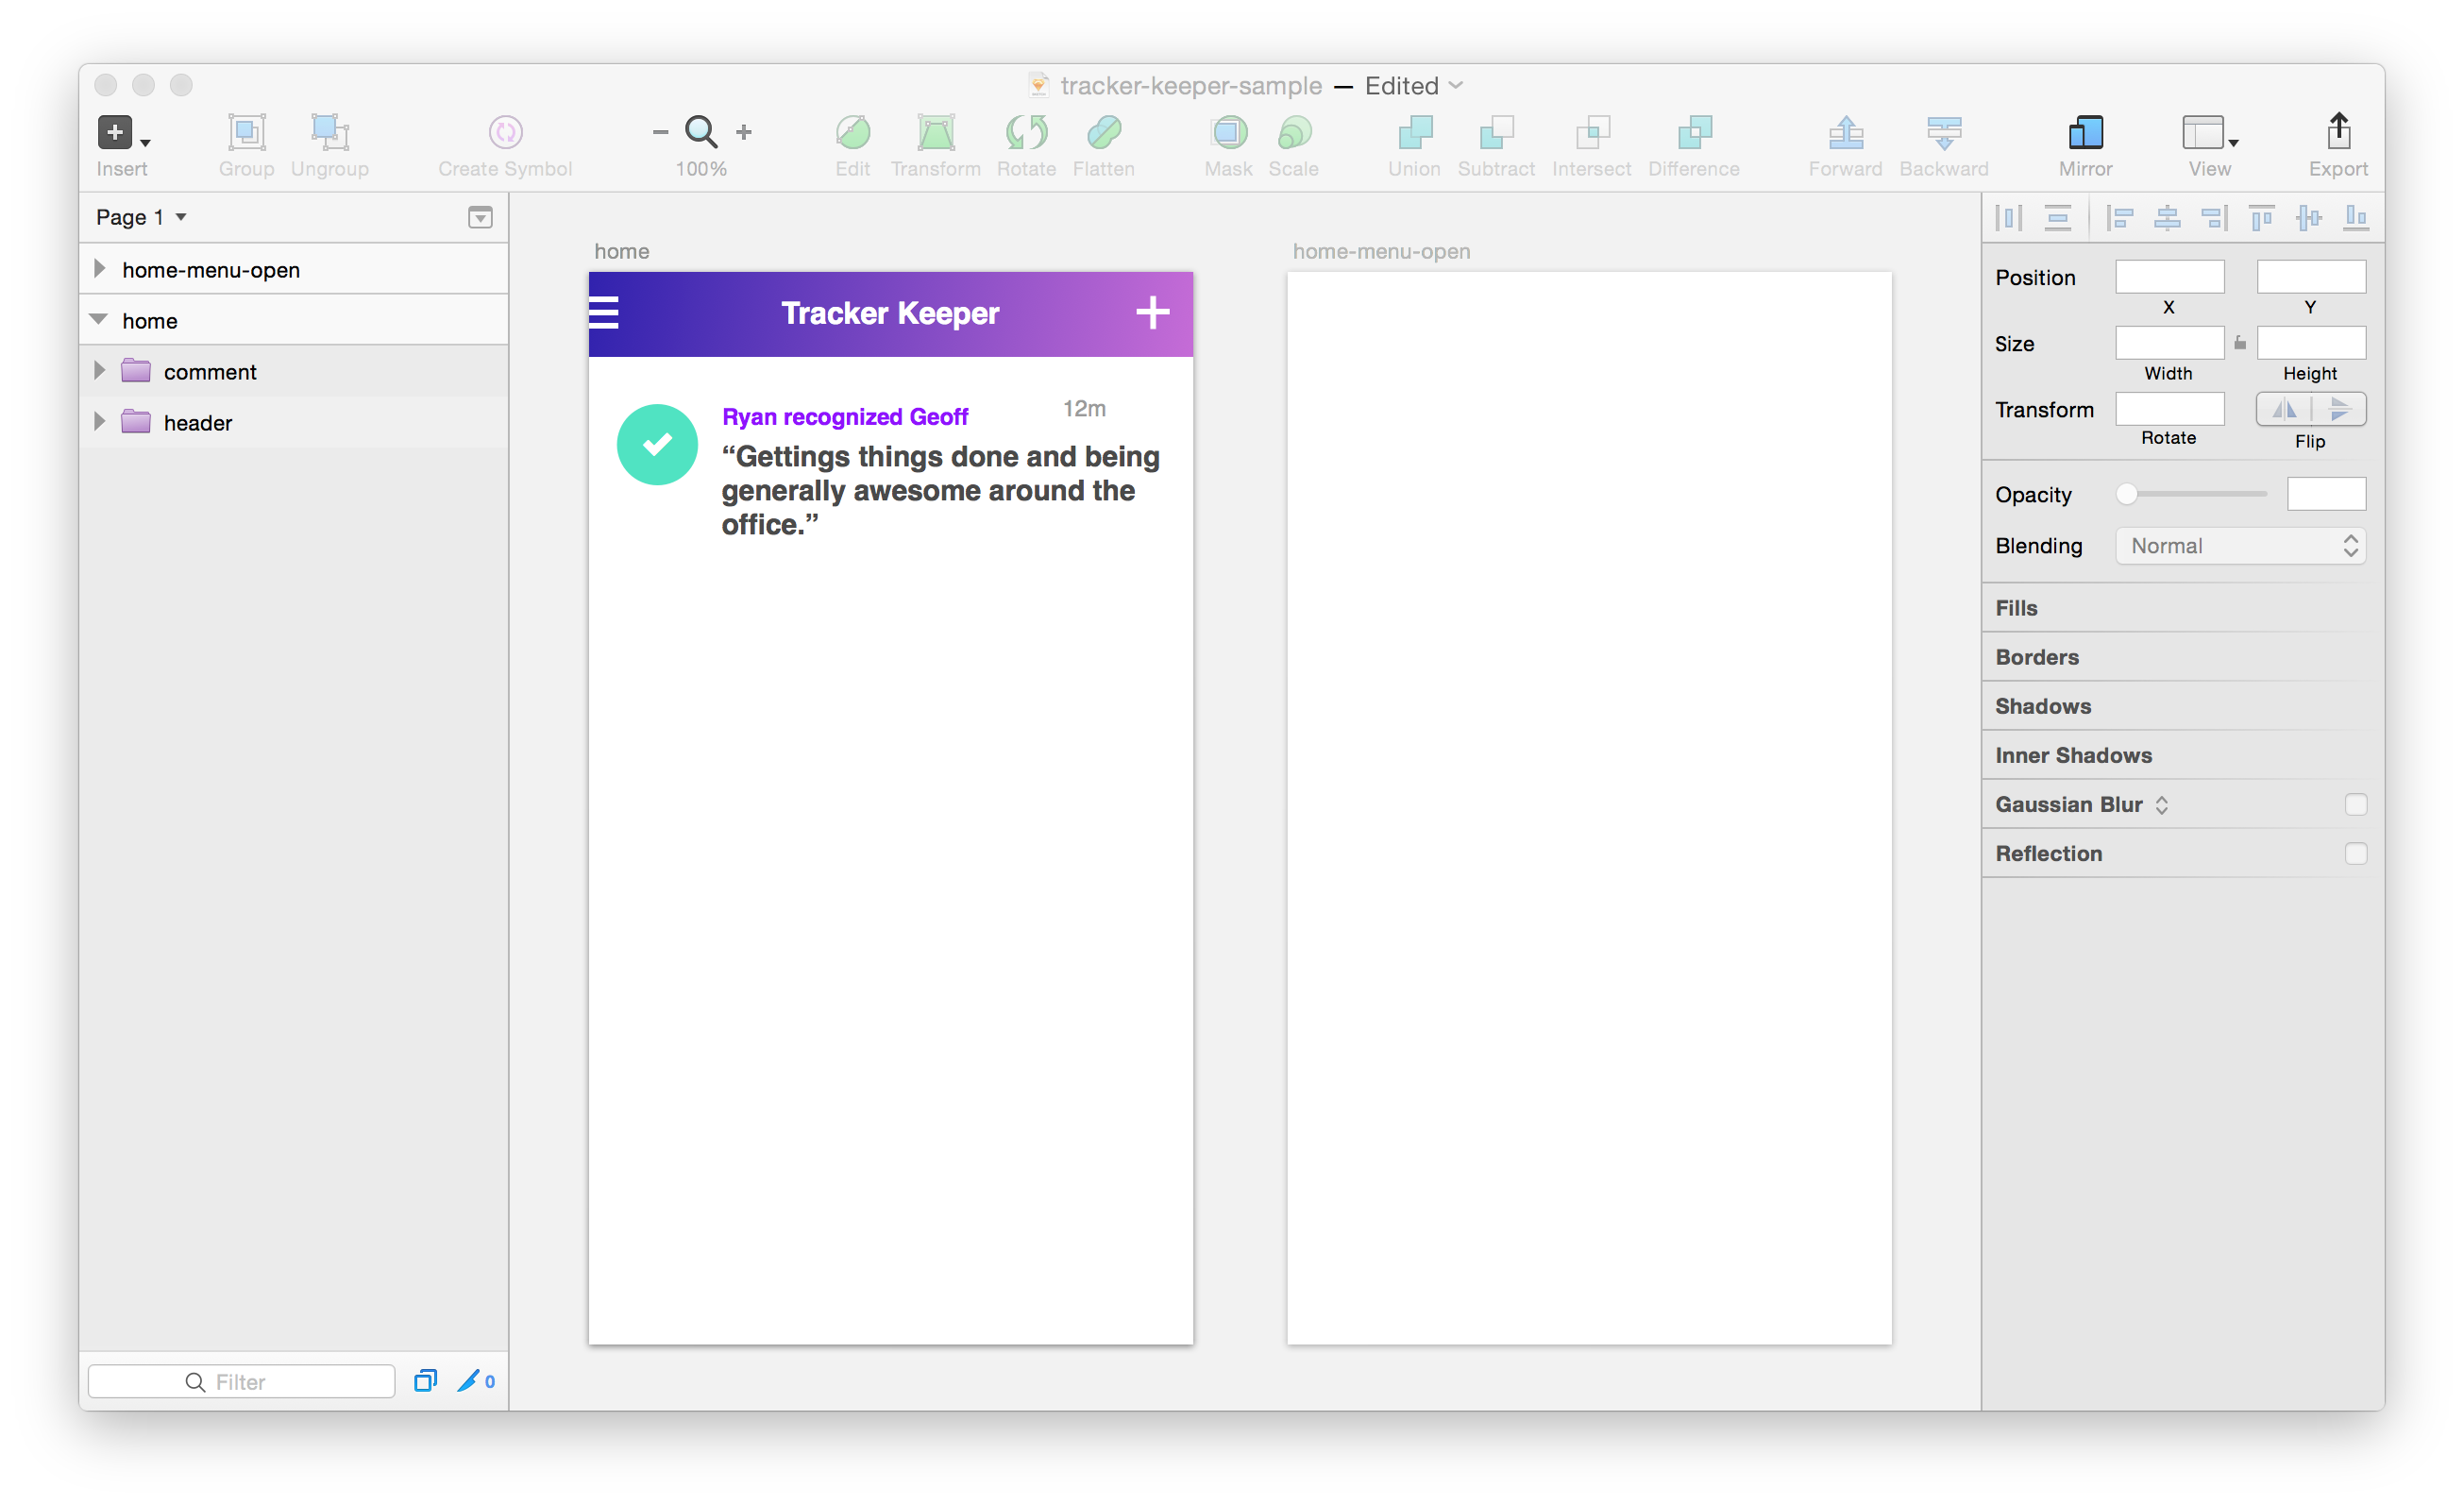 tracker-keeper-sample — Edited
Insert
Group
Ungroup
Create Symbol
100%
Edit
Transform
Rotate
Flatten
Mask
Scale
Union
Subtract
Intersect
Difference
Forward
Backward
Mirror
View
Export
Page 1
home-menu-open
home
comment
header
Filter
0
home
Tracker Keeper
Ryan recognized Geoff
12m
“Gettings things done and being
generally awesome around the
office.”
home-menu-open
Position
X
Y
Size
Width
Height
Transform
Rotate
Flip
Opacity
Blending
Normal
Fills
Borders
Shadows
Inner Shadows
Gaussian Blur
Reflection